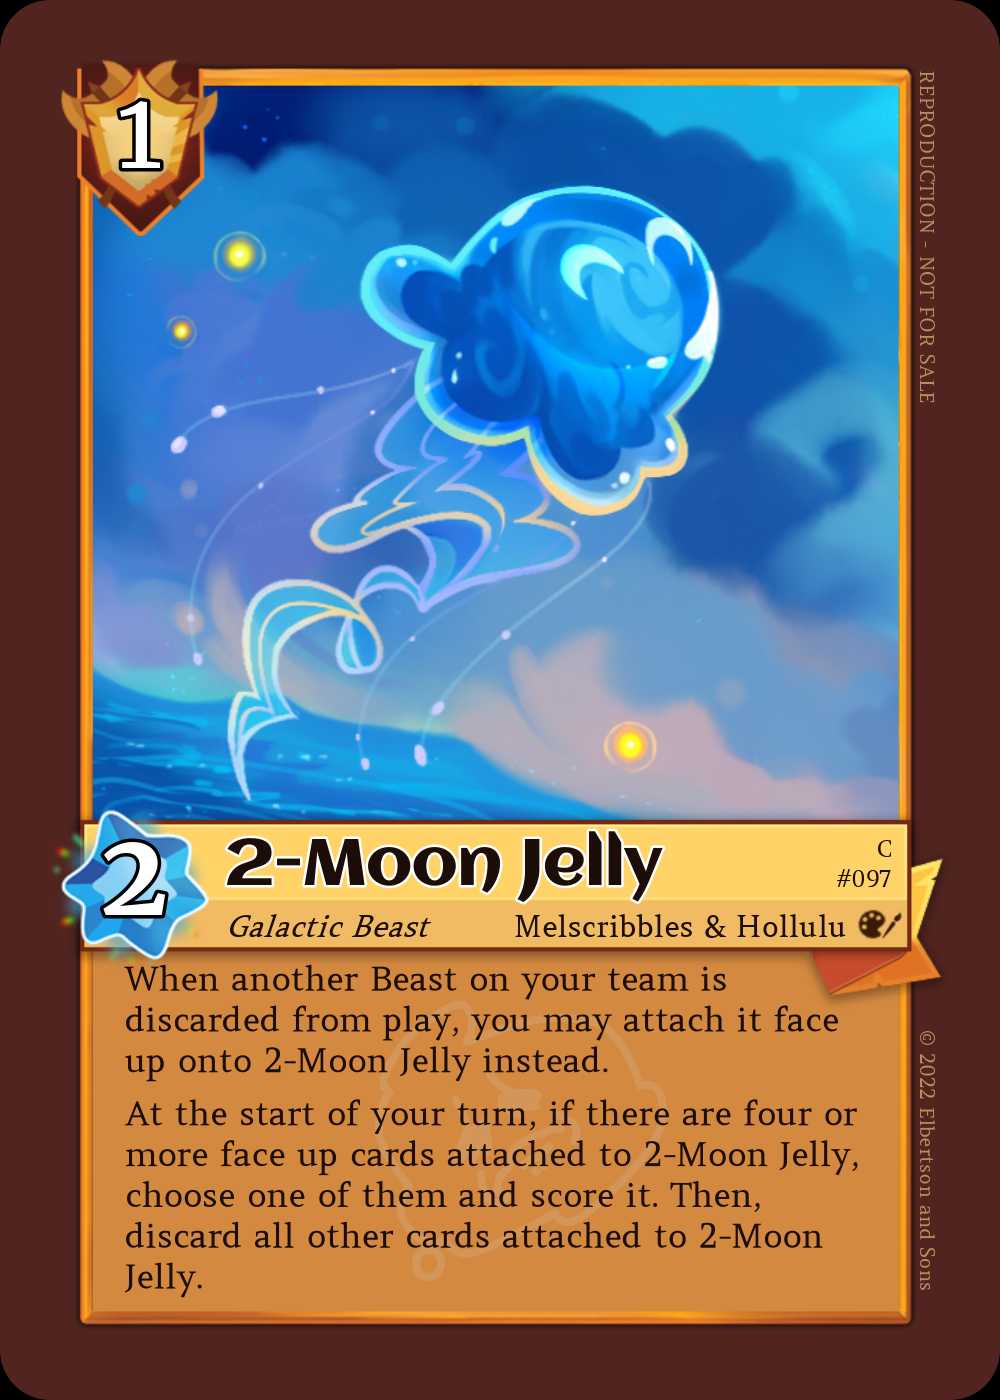 1
REPRODUCTION - NOT FOR SALE
2
2-Moon Jelly
C
#097
Galactic Beast
Melscribbles & Hollulu
When another Beast on your team is
discarded from play, you may attach it face
up onto 2-Moon Jelly instead.
At the start of your turn, if there are four or
more face up cards attached to 2-Moon Jelly,
choose one of them and score it. Then,
discard all other cards attached to 2-Moon
Jelly.
© 2022 Elbertson and Sons